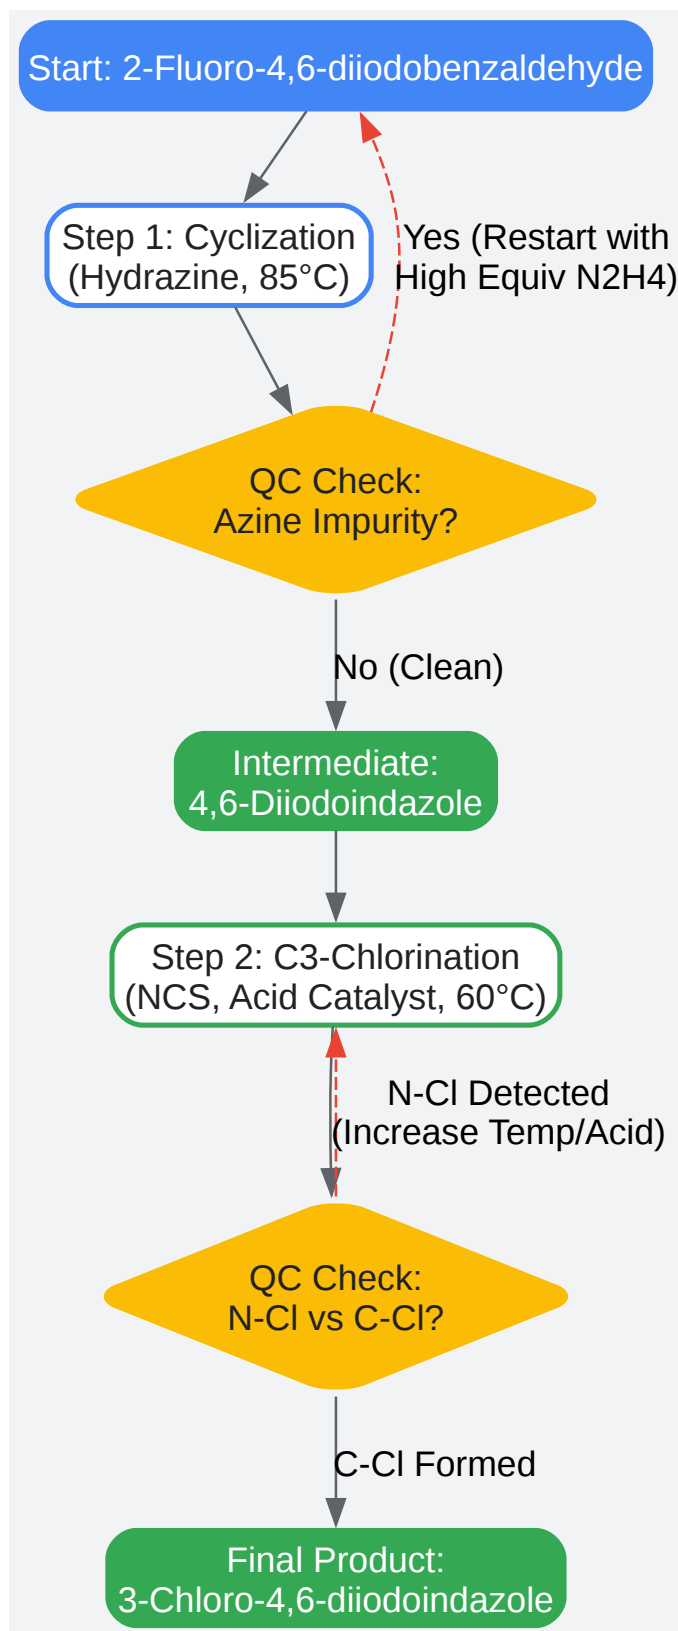 Start: 2-Fluoro-4,6-diiodobenzaldehyde
Step 1: Cyclization
(Hydrazine, 85°C)
Yes (Restart with
High Equiv N2H4)
QC Check:
Azine Impurity?
No (Clean)
Intermediate:
4,6-Diiodoindazole
Step 2: C3-Chlorination
(NCS, Acid Catalyst, 60°C)
N-Cl Detected
(Increase Temp/Acid)
QC Check:
N-Cl vs C-Cl?
C-Cl Formed
Final Product:
3-Chloro-4,6-diiodoindazole